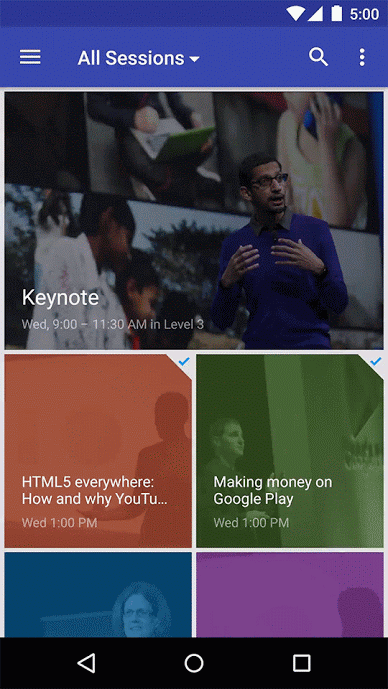 5:00
All Sessions
Keynote
Wed, 9:00 – 11:30 AM in Level 3
HTML5 everywhere:
How and why YouTu...
Wed 1:00 PM
Making money on
Google Play
Wed 1:00 PM